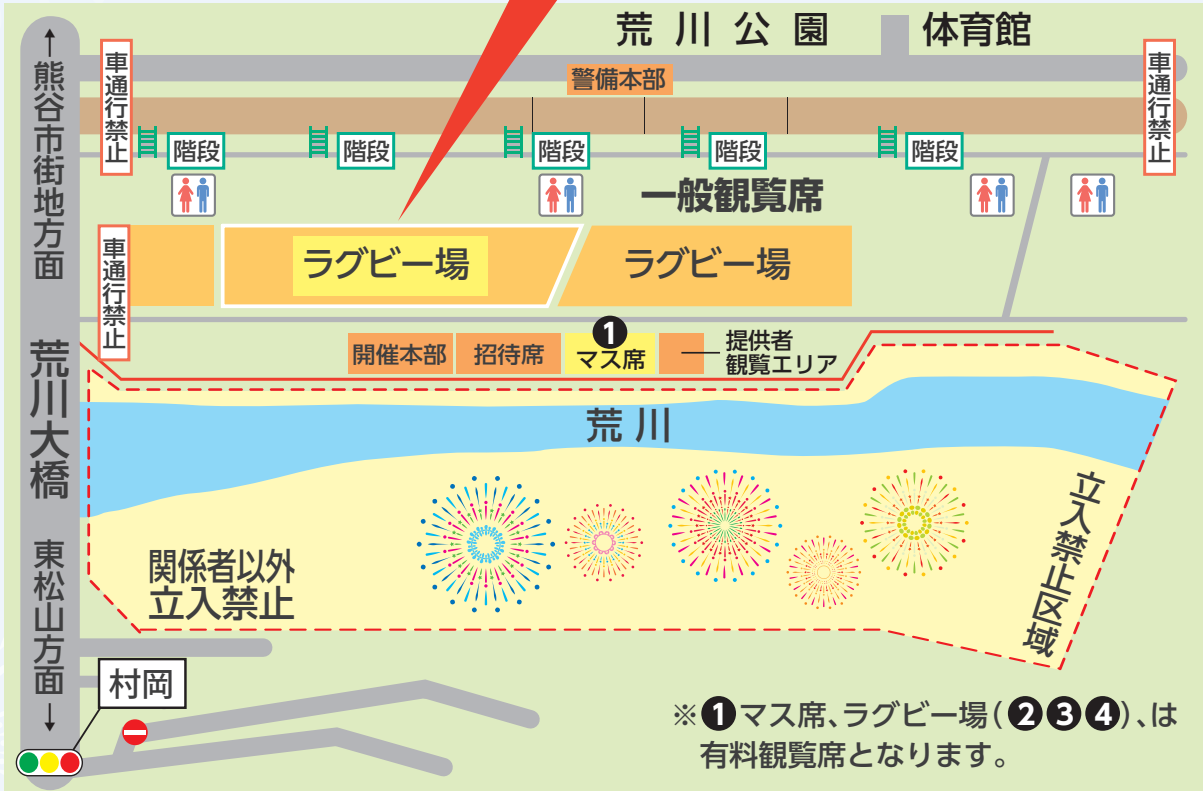 荒川公園
体育館
↑
熊谷市街地方面
車通行禁止
警備本部
車通行禁止
階段
階段
階段
階段
階段
一般観覧席
車通行禁止
ラグビー場
ラグビー場
荒川大橋
開催本部
招待席
❶
マス席
提供者
観覧エリア
荒川
関係者以外
立入禁止
立入禁止区域
東松山方面
↓
村岡
※❶マス席、ラグビー場(❷❸❹)、は
有料観覧席となります。